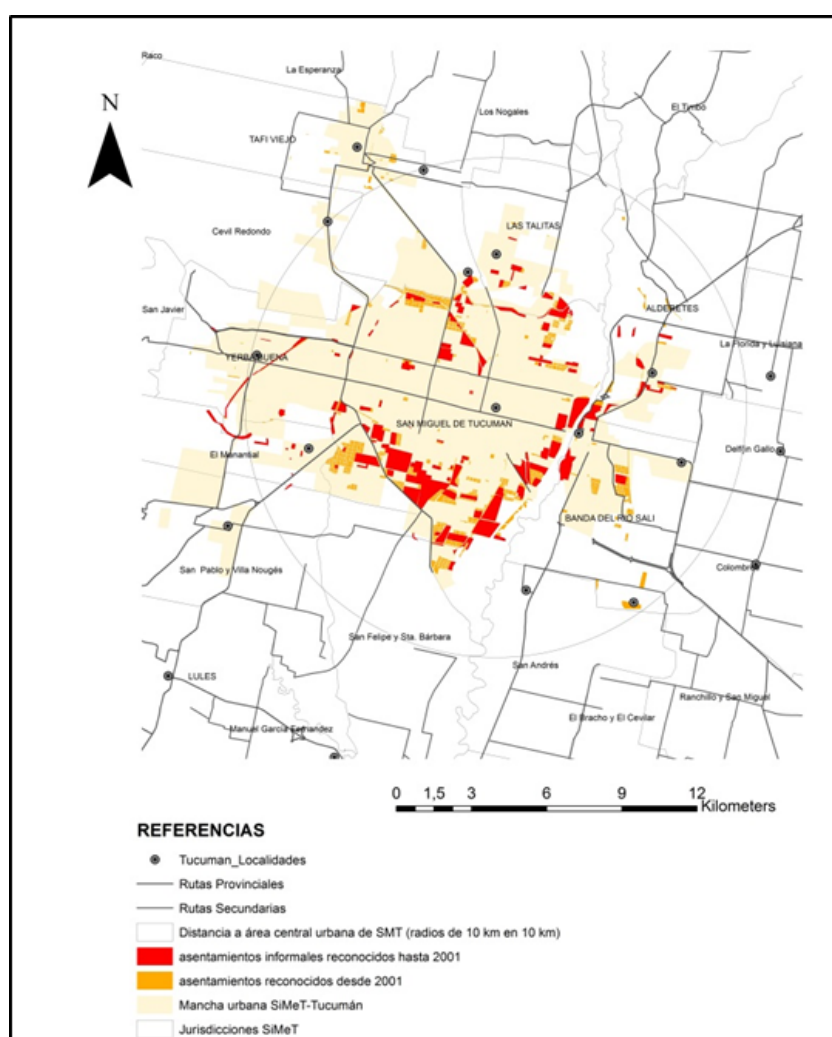 Raco
La Esperanza
N
Los Nogales
El Timbó
TAFI VIEJO
LAS TALITAS
Cevil Redondo
San Javier
ALDERETES
La Florida y Luisiana
YERBA BUENA
SAN MIGUEL DE TUCUMAN
El Manantial
Delfín Gallo
BANDA DEL RIO SALI
San Pablo y Villa Nougés
Colombres
San Felipe y Sta. Bárbara
San Andrés
LULES
Ranchillo y San Miguel
El Bracho y El Cevilar
Manuel García Fernandez
0 1,5 3 6 9 12
Kilometers
REFERENCIAS
Tucuman_Localidades
Rutas Provinciales
Rutas Secundarias
Distancia a área central urbana de SMT (radios de 10 km en 10 km)
asentamientos informales reconocidos hasta 2001
asentamientos reconocidos desde 2001
Mancha urbana SiMeT-Tucumán
Jurisdicciones SiMeT